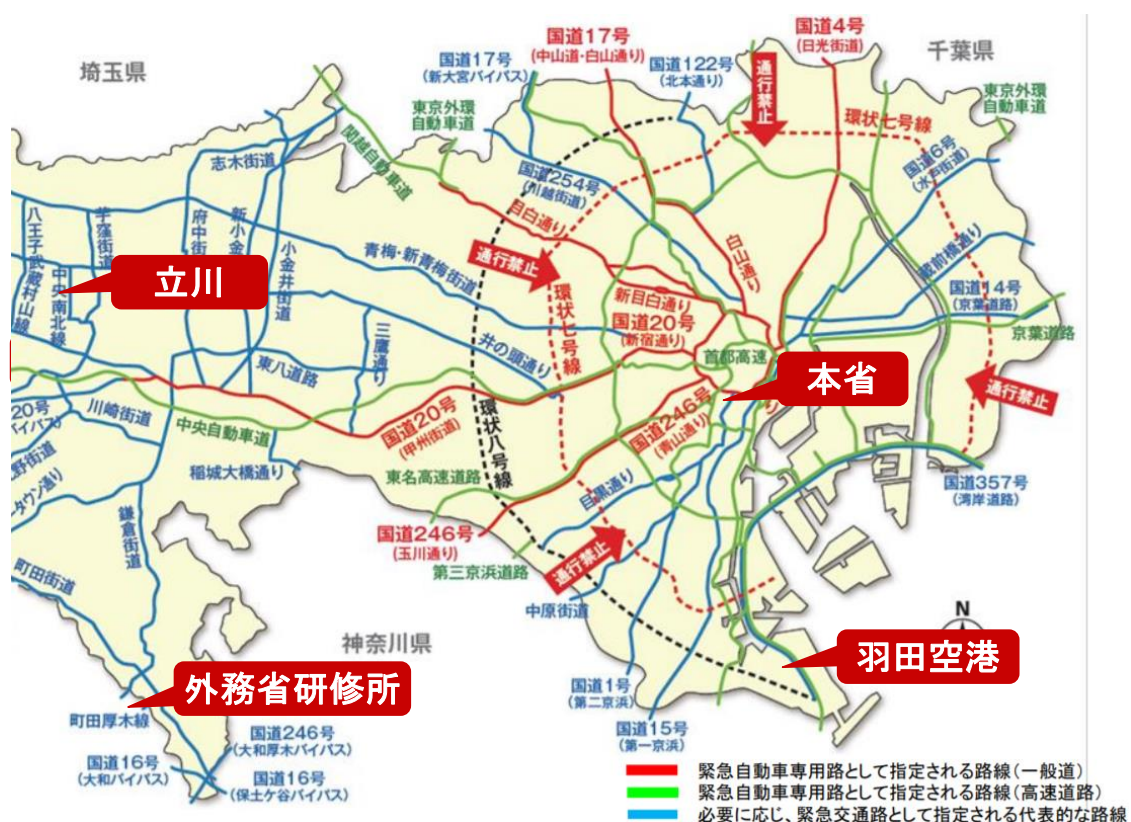 埼玉県
千葉県
国道17号
(新大宮バイパス)
国道17号
(中山道・白山通り)
国道122号
(北本通り)
国道4号
(日光街道)
東京外環
自動車道
東京外環
自動車道
関越自動車道
志木街道
国道254号
(川越街道)
通行禁止
環状七号線
国道6号
(水戸街道)
目白通り
白山通り
蔵前橋通り
八王子武蔵村山線
芋窪街道
中央南北線
府中街
新小金
小金井街道
立川
青梅・新青梅街道
通行禁止
環状七号線
新目白通り
国道20号
(新宿通り)
国道14号
(京葉道路)
京葉道路
首都高速
本省
通行禁止
三鷹通り
井の頭通り
東八道路
20号
バイパス)
川崎街道
中央自動車道
国道20号
(甲州街道)
環状八号線
国道246号
(青山通り)
野街道
タウン通り
稲城大橋通り
東名高速道路
目黒通り
国道357号
(湾岸道路)
鎌倉街道
国道246号
(玉川通り)
第三京浜道路
通行禁止
町田街道
中原街道
N
神奈川県
羽田空港
外務省研修所
町田厚木線
国道1号
(第二京浜)
国道15号
(第一京浜)
国道246号
(大和厚木バイパス)
国道16号
(大和バイパス)
国道16号
(保土ケ谷バイパス)
緊急自動車専用路として指定される路線(一般道)
緊急自動車専用路として指定される路線(高速道路)
必要に応じ、緊急交通路として指定される代表的な路線